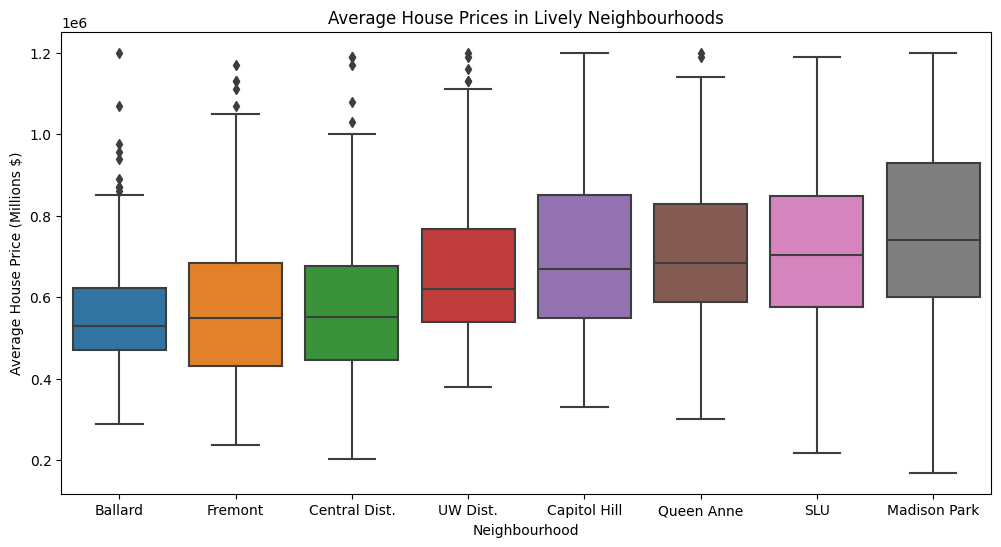 Average House Prices in Lively Neighbourhoods
1e6
Average House Price (Millions $)
1.2
1.0
0.8
0.6
0.4
0.2
Ballard Fremont Central Dist. UW Dist. Capitol Hill Queen Anne SLU Madison Park
Neighbourhood